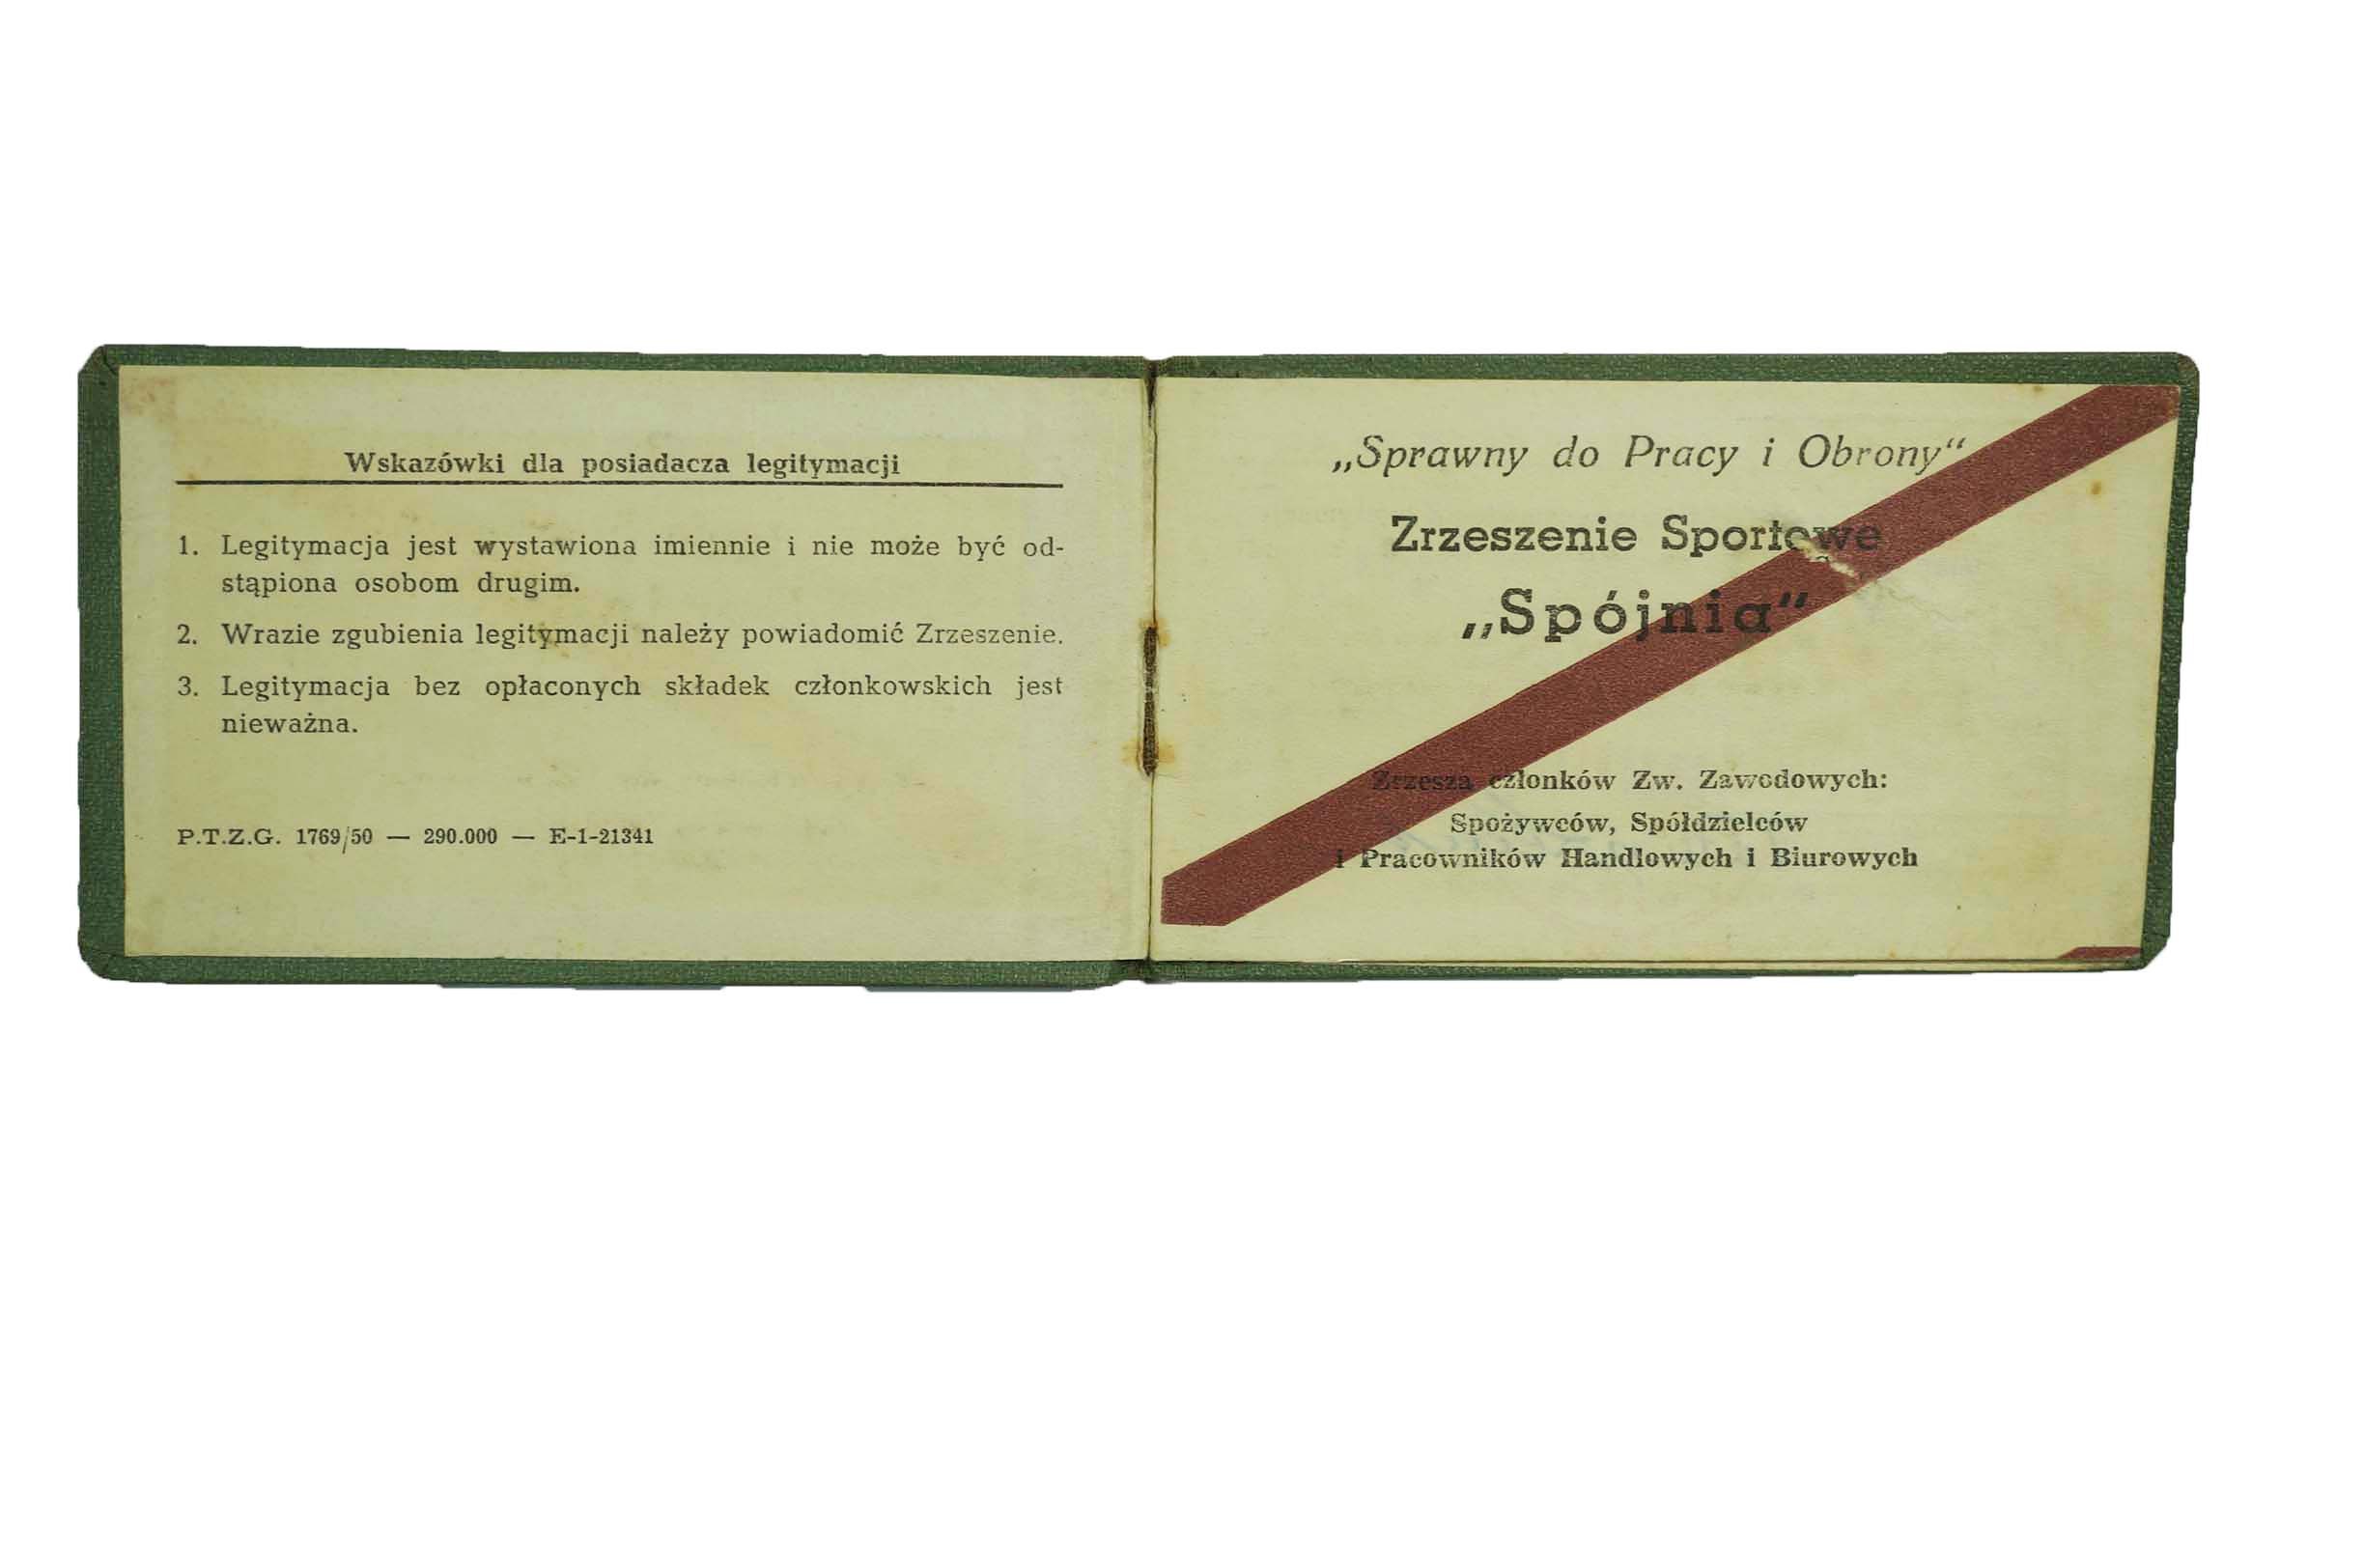 Wskazówki dla posiadacza legitymacji
1. Legitymacja jest wystawiona imiennie i nie może być od-
stąpiona osobom drugim.
2. Wrazie zgubienia legitymacji należy powiadomić Zrzeszenie.
3. Legitymacja bez opłaconych składek członkowskich jest
nieważna.
P.T.Z.G. 1769/50 — 290.000 — E-1-21341
„Sprawny do Pracy i Obrony“
Zrzeszenie Sportowe
„Spójnia“
Zrzesza członków Zw. Zawodowych:
Spożywców, Spółdzielców
i Pracowników Handlowych i Biurowych